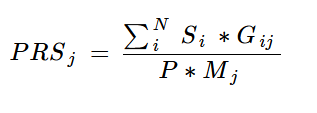 PRS_j = \frac{\sum_i^N S_i * G_{ij}}{P * M_j}